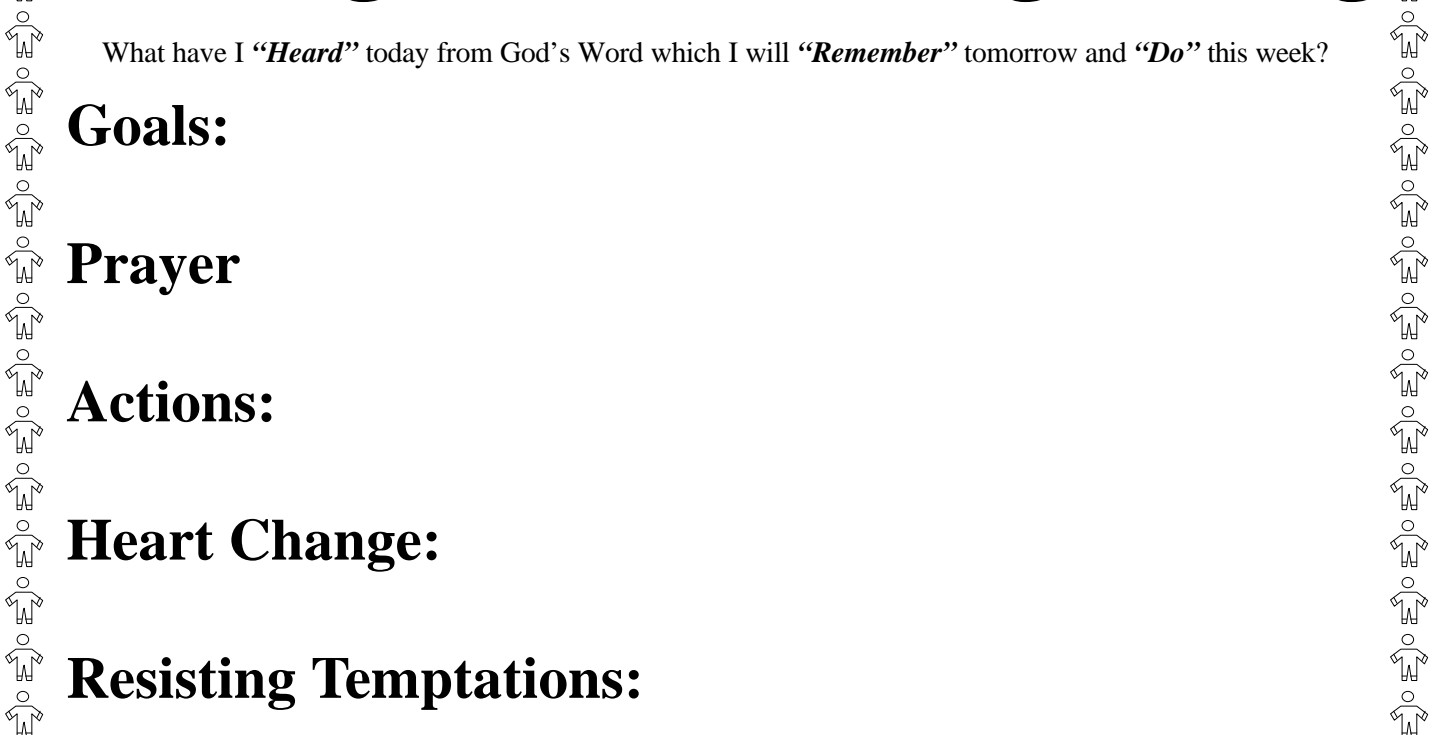 What have I “Heard” today from God’s Word which I will “Remember” tomorrow and “Do” this week?
Goals:
Prayer
Actions:
Heart Change:
Resisting Temptations: